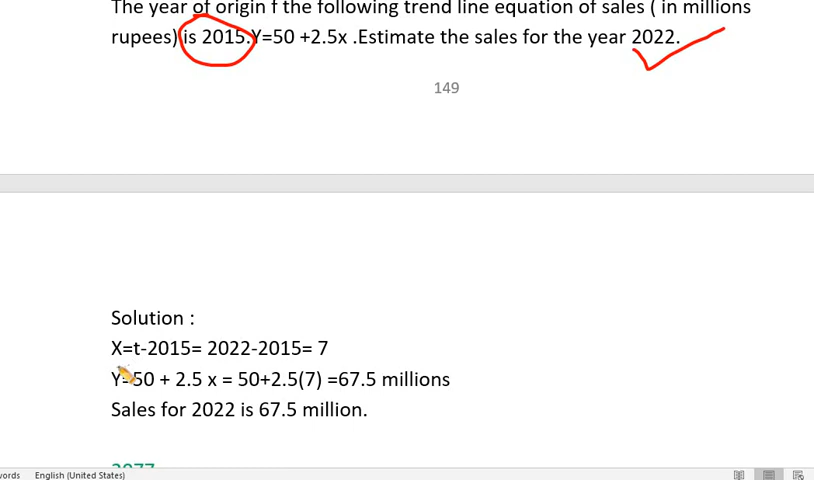 The year of origin f the following trend line equation of sales ( in millions
rupees) is 2015.Y=50 +2.5x .Estimate the sales for the year 2022.
149
Solution :
X=t-2015= 2022-2015= 7
Y=50 + 2.5 x = 50+2.5(7) =67.5 millions
Sales for 2022 is 67.5 million.
2077
words English (United States)